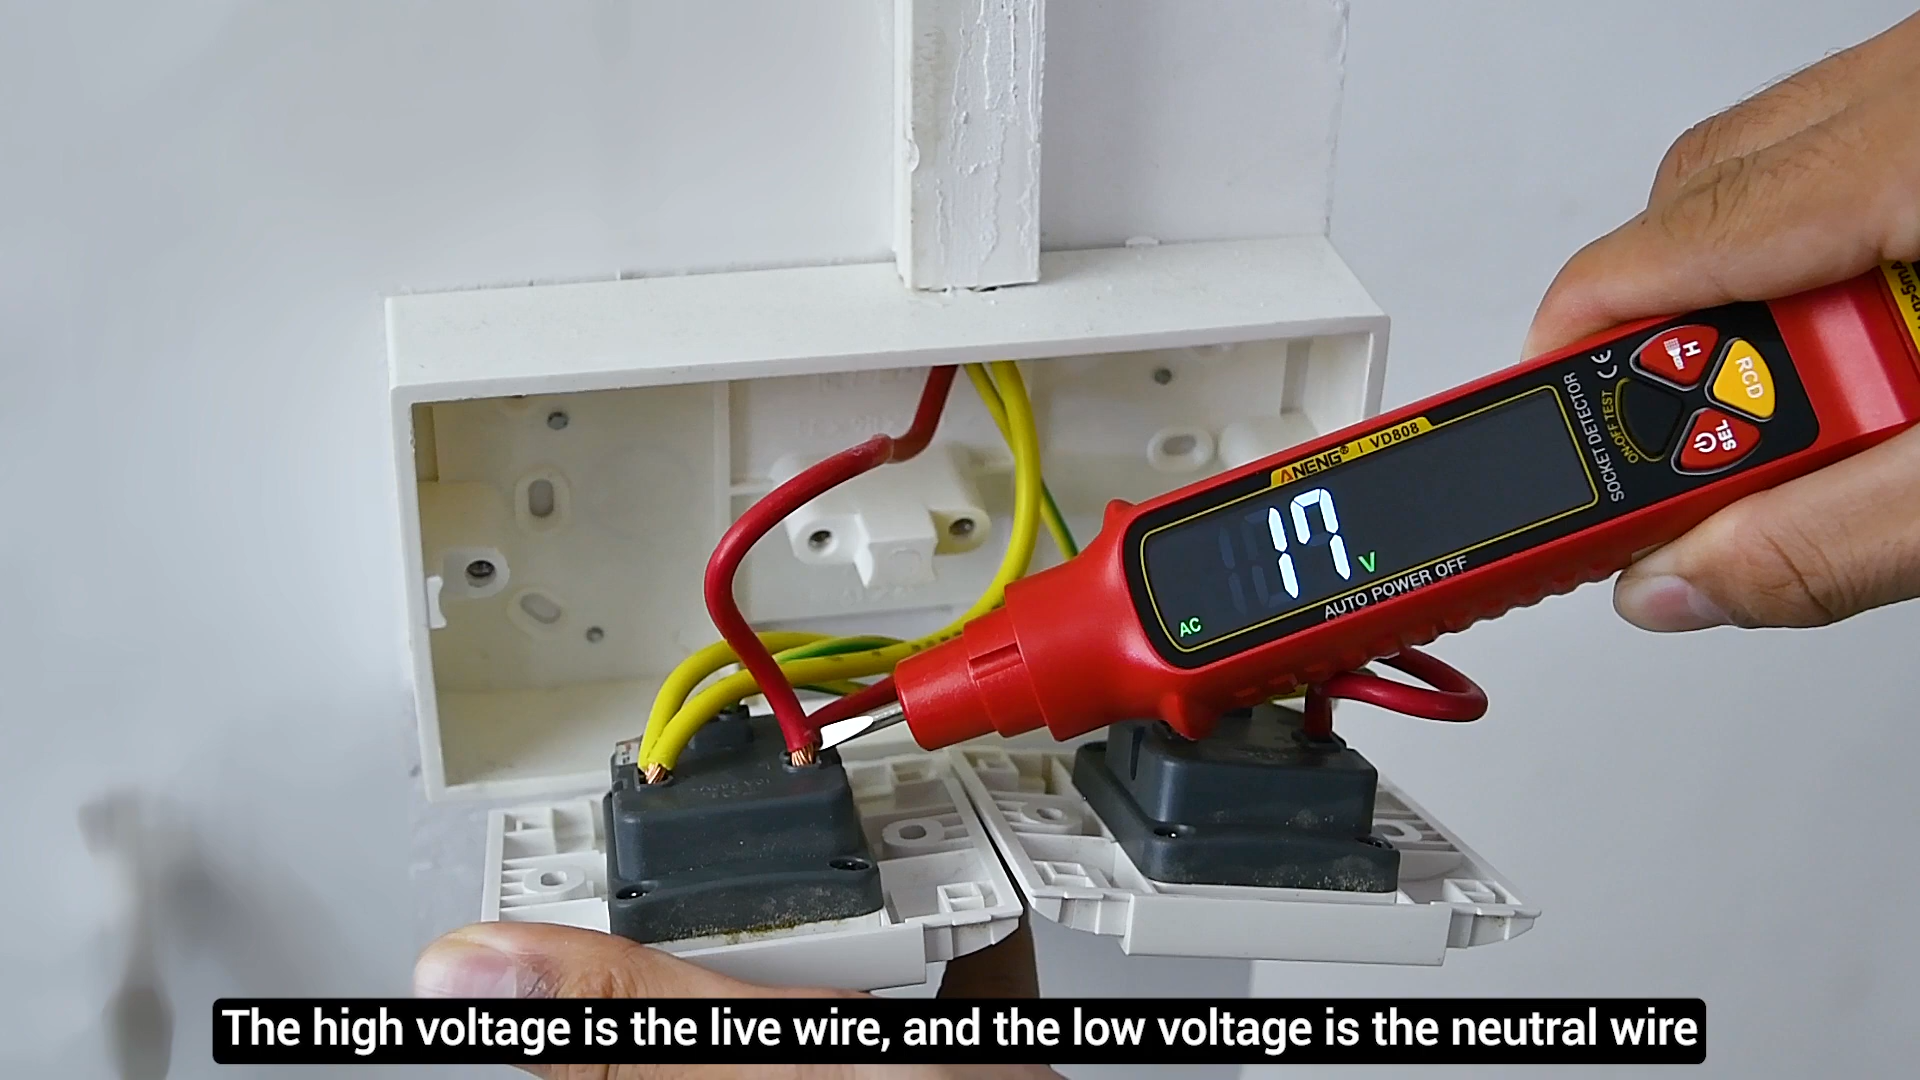 ANENG® | VD808
17 V
AC
AUTO POWER OFF
SOCKET DETECTOR
ON/OFF TEST
CE
H
RCD
SEL
The high voltage is the live wire, and the low voltage is the neutral wire